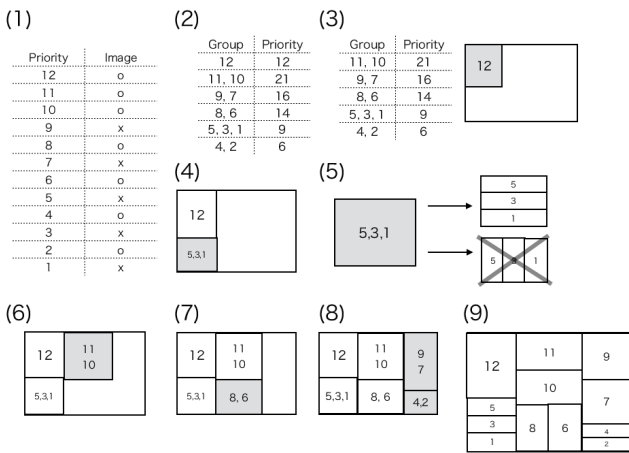 (1)
Priority Image
12 o
11 o
10 o
9 x
8 o
7 x
6 o
5 x
4 o
3 x
2 o
1 x
(2)
Group Priority
12 12
11, 10 21
9, 7 16
8, 6 14
5, 3, 1 9
4, 2 6
(3)
Group Priority
11, 10 21
9, 7 16
8, 6 14
5, 3, 1 9
4, 2 6
12
(4)
12
5,3,1
(5)
5,3,1
5
3
1
5 3 1
(6)
12
11
10
5,3,1
(7)
12
11
10
5,3,1
8, 6
(8)
12
11
10
9
7
5,3,1
8, 6
4,2
(9)
12
11
9
10
7
5
3
1
8
6
4
2